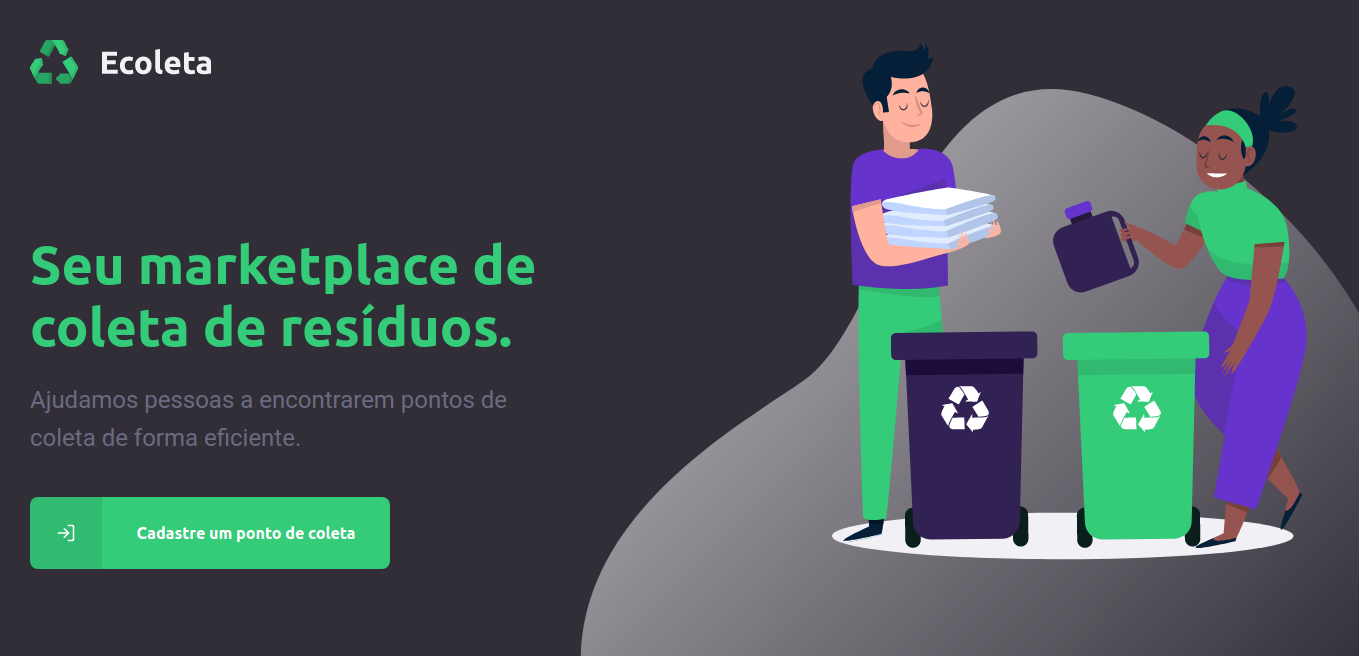 Ecoleta
Seu marketplace de
coleta de resíduos.
Ajudamos pessoas a encontrarem pontos de
coleta de forma eficiente.
Cadastre um ponto de coleta